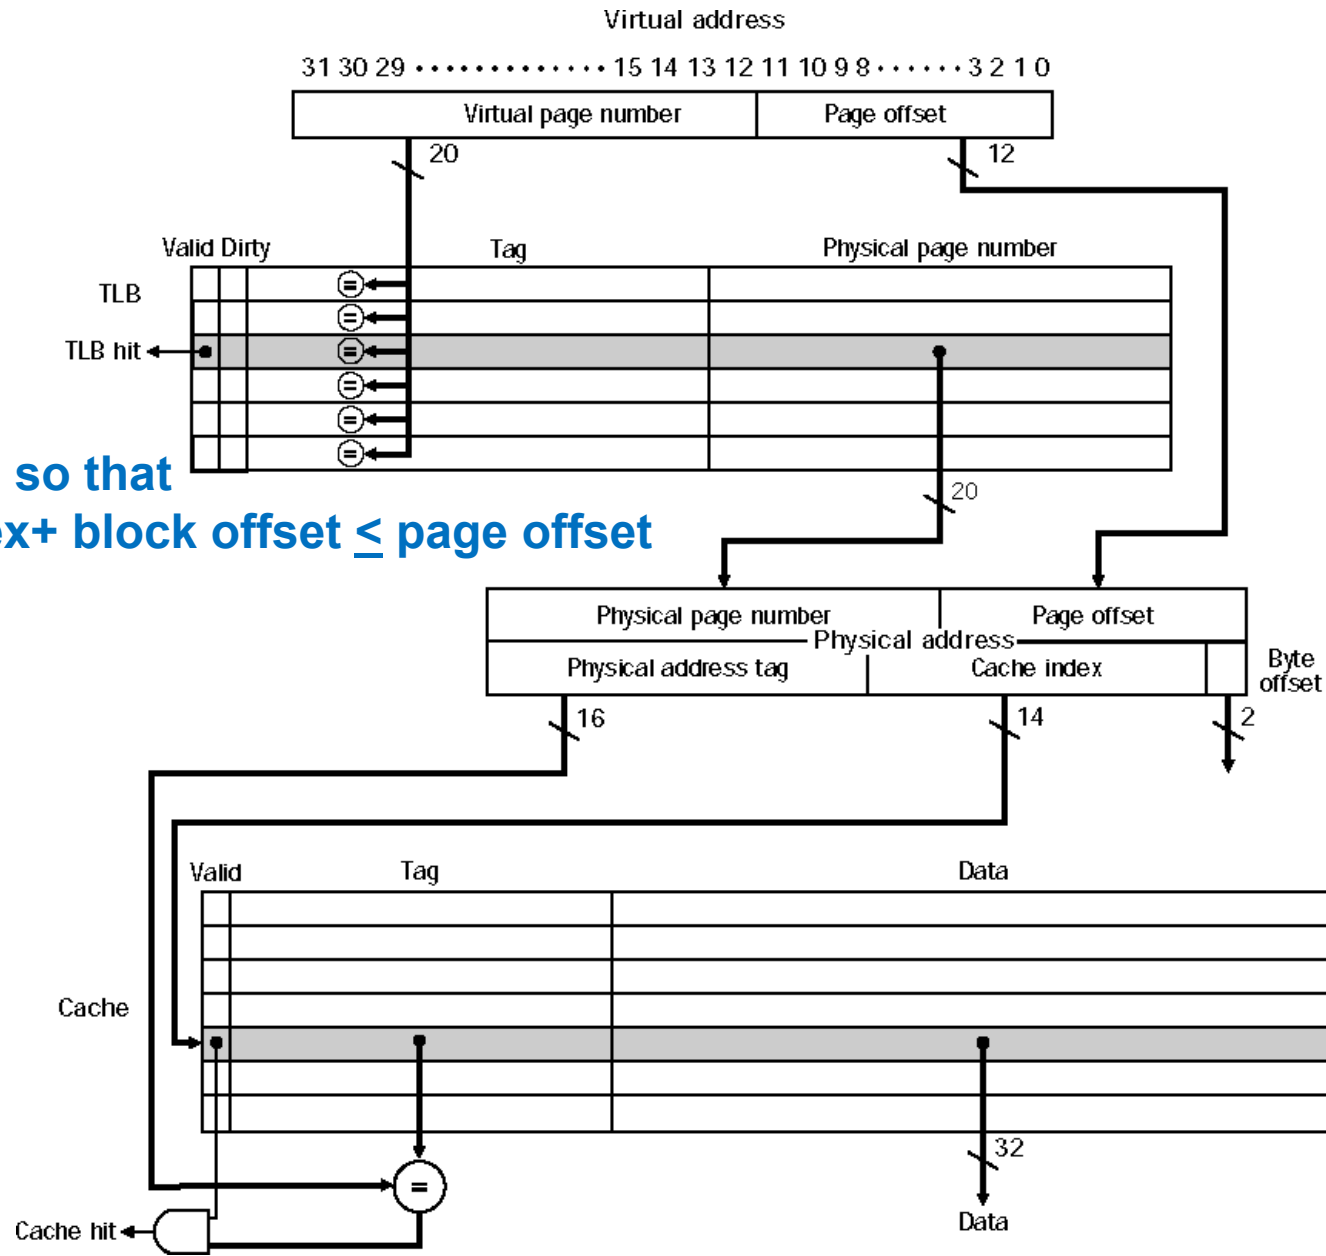 Virtual address
31 30 29 ············· 15 14 13 12 11 10 9 8 ······ 3 2 1 0
Virtual page number Page offset
20 12
Valid Dirty Tag Physical page number
TLB
=
=
TLB hit =
=
=
=
so that
20
ex+ block offset ≤ page offset
Physical page number Page offset
Physical address
Physical address tag Cache index Byte
offset
16 14 2
Valid Tag Data
Cache
32
=
Cache hit Data